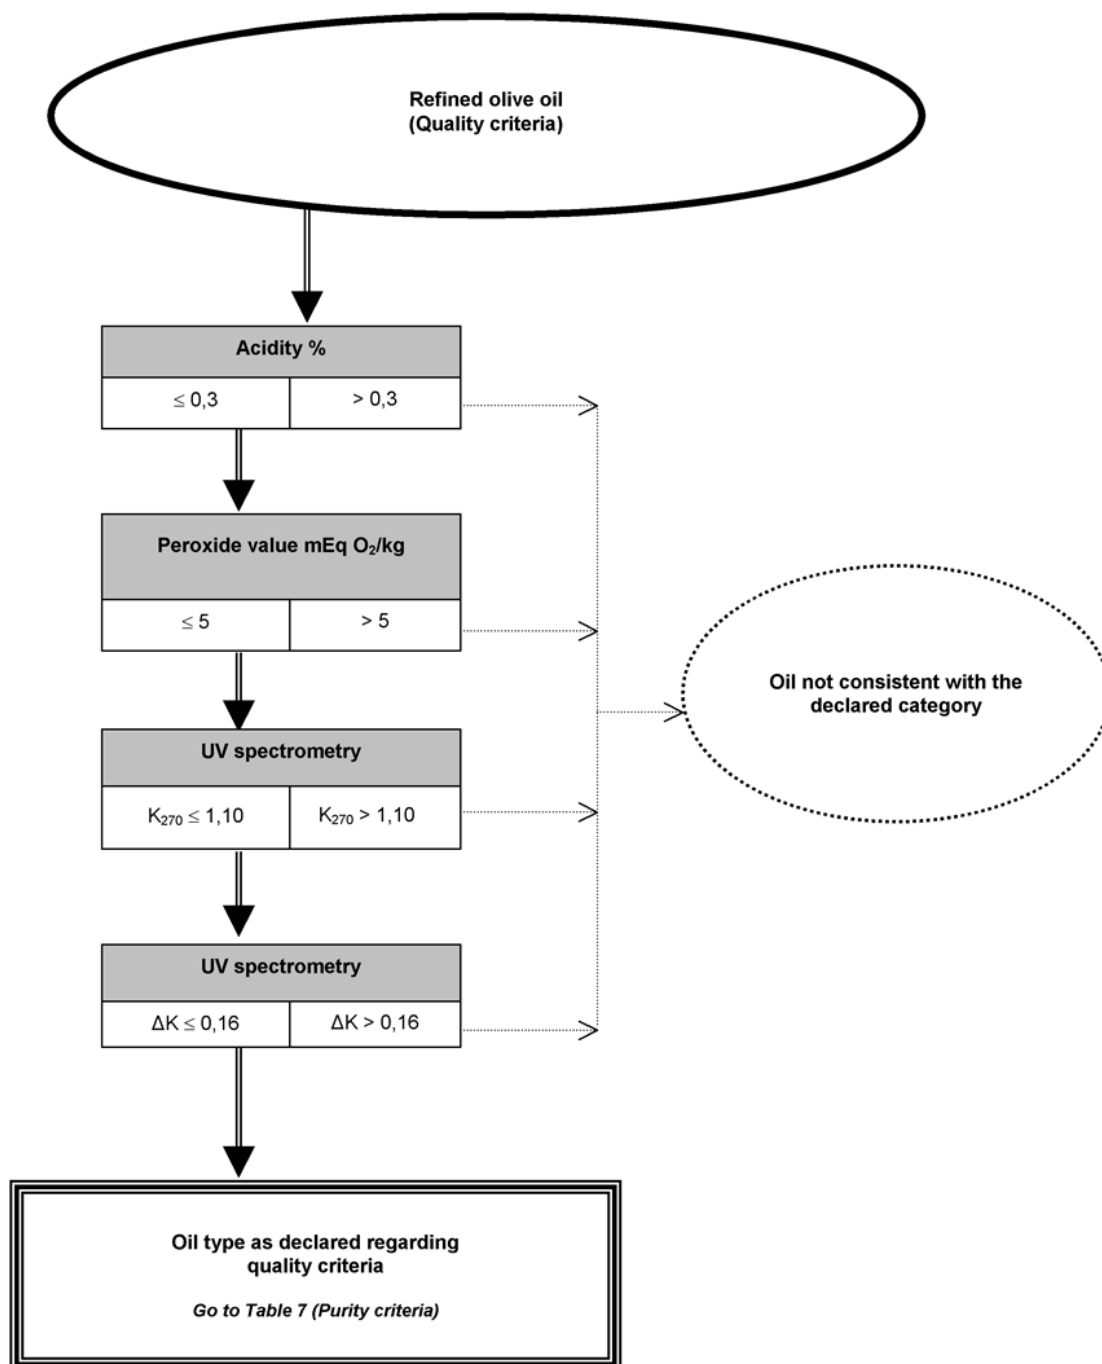 Refined olive oil
(Quality criteria)
Acidity %
≤ 0,3
> 0,3
Peroxide value mEq O₂/kg
≤ 5
> 5
Oil not consistent with the
declared category
UV spectrometry
K₂₇₀ ≤ 1,10
K₂₇₀ > 1,10
UV spectrometry
ΔK ≤ 0,16
ΔK > 0,16
Oil type as declared regarding
quality criteria
Go to Table 7 (Purity criteria)